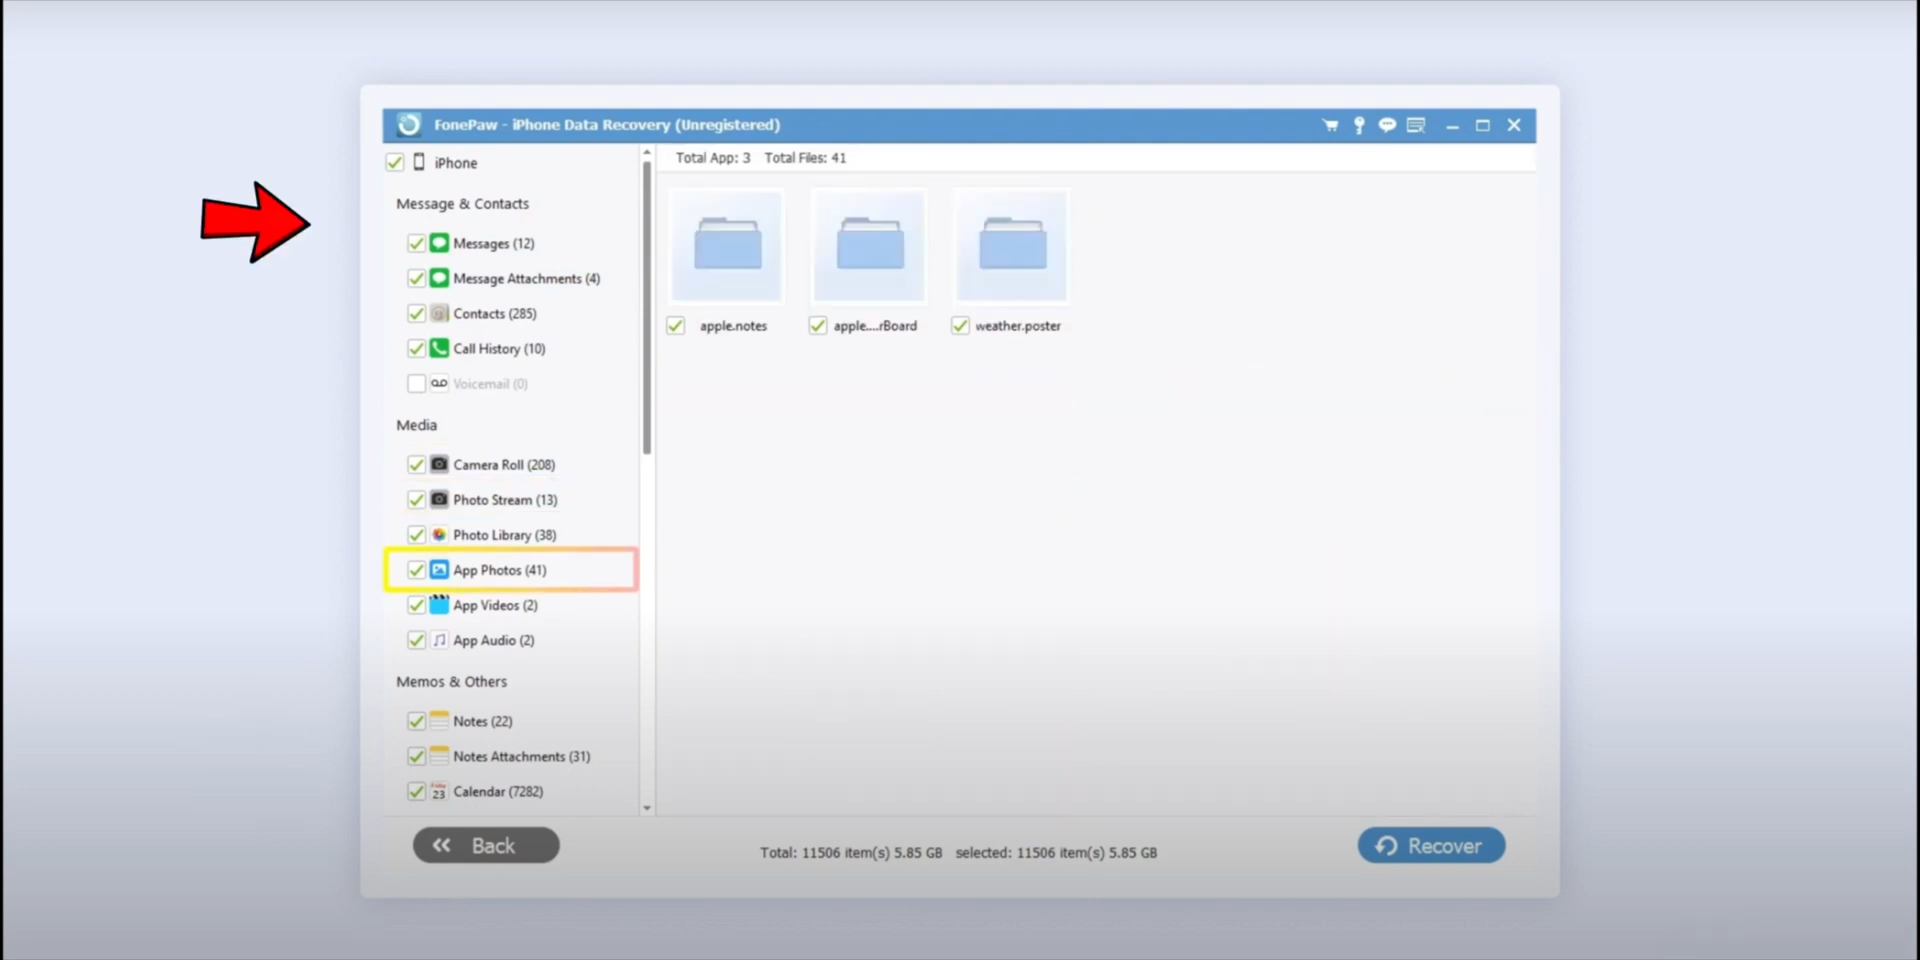 FonePaw - iPhone Data Recovery (Unregistered)
iPhone
Message & Contacts
Messages (12)
Message Attachments (4)
Contacts (285)
Call History (10)
Voicemail (0)
Media
Camera Roll (208)
Photo Stream (13)
Photo Library (38)
App Photos (41)
App Videos (2)
App Audio (2)
Memos & Others
Notes (22)
Notes Attachments (31)
23
Calendar (7282)
Total App: 3 Total Files: 41
apple.notes
apple....rBoard
weather.poster
Back
Total: 11506 item(s) 5.85 GB selected: 11506 item(s) 5.85 GB
Recover